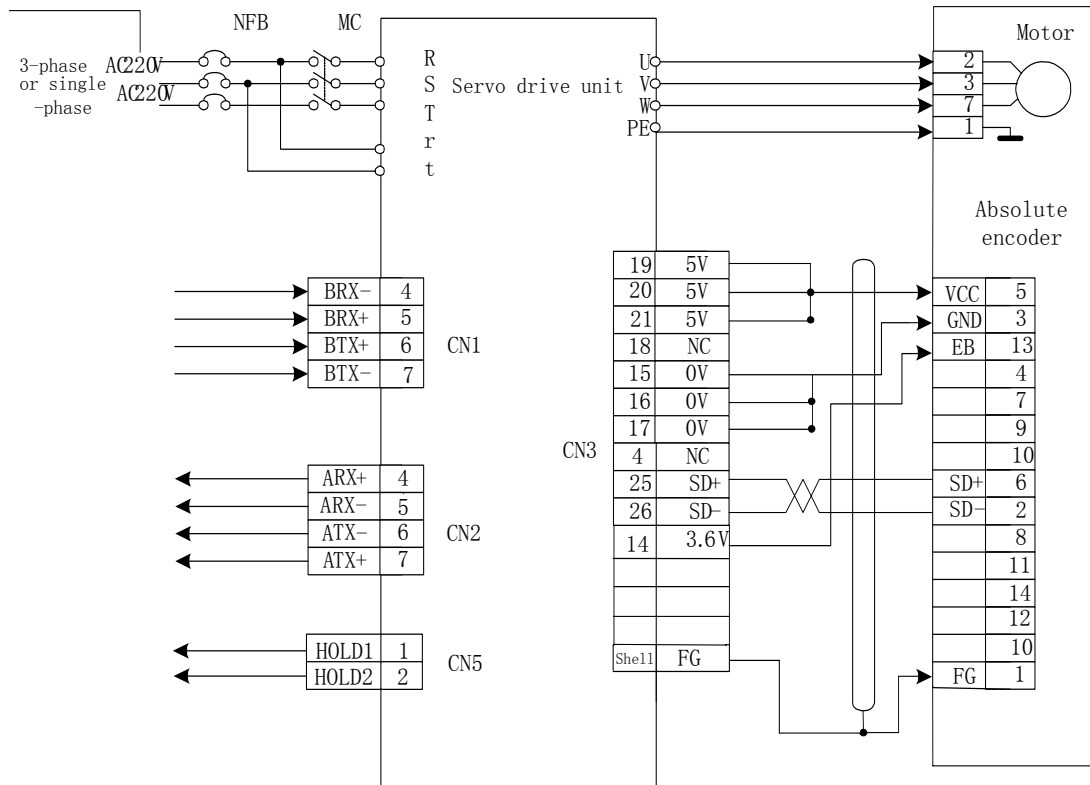 NFB
MC
Motor
3-phase
or single
-phase
AC220V
AC220V
R
S
T
r
t
Servo drive unit
U
V
W
PE
2
3
7
1
Absolute
encoder
BRX- 4
BRX+ 5
BTX+ 6
BTX- 7
CN1
ARX+ 4
ARX- 5
ATX- 6
ATX+ 7
CN2
HOLD1 1
HOLD2 2
CN5
CN3
19 5V
20 5V
21 5V
18 NC
15 0V
16 0V
17 0V
4 NC
25 SD+
26 SD-
14 3.6V
Shell FG
VCC 5
GND 3
EB 13
4
7
9
10
SD+ 6
SD- 2
8
11
14
12
10
FG 1